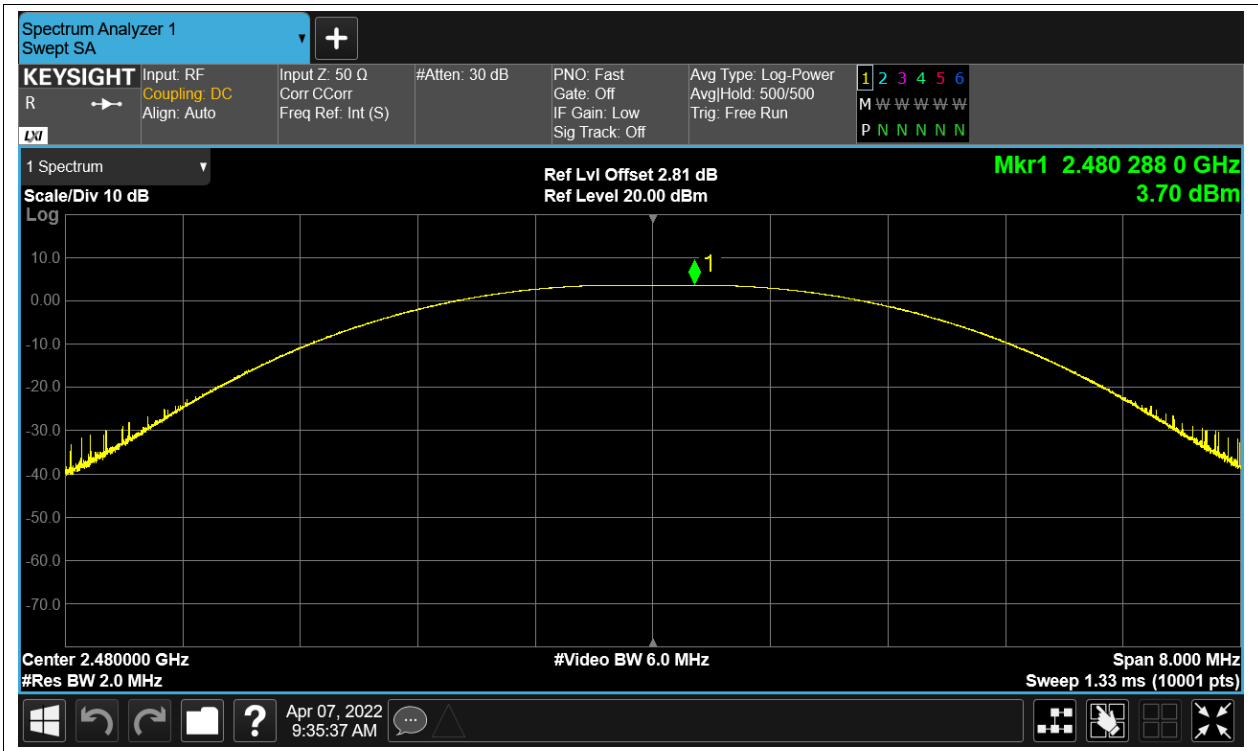 Spectrum Analyzer 1
Swept SA
KEYSIGHT
R
LXI
Input: RF
Coupling: DC
Align: Auto
Input Z: 50 Ω
Corr CCorr
Freq Ref: Int (S)
#Atten: 30 dB
PNO: Fast
Gate: Off
IF Gain: Low
Sig Track: Off
Avg Type: Log-Power
Avg|Hold: 500/500
Trig: Free Run
1 2 3 4 5 6
M W W W W W W
P N N N N N
1 Spectrum
Scale/Div 10 dB
Log
Ref Lvl Offset 2.81 dB
Ref Level 20.00 dBm
Mkr1 2.480 288 0 GHz
3.70 dBm
1
10.0
0.00
-10.0
-20.0
-30.0
-40.0
-50.0
-60.0
-70.0
Center 2.480000 GHz
#Res BW 2.0 MHz
#Video BW 6.0 MHz
Span 8.000 MHz
Sweep 1.33 ms (10001 pts)
?
Apr 07, 2022
9:35:37 AM